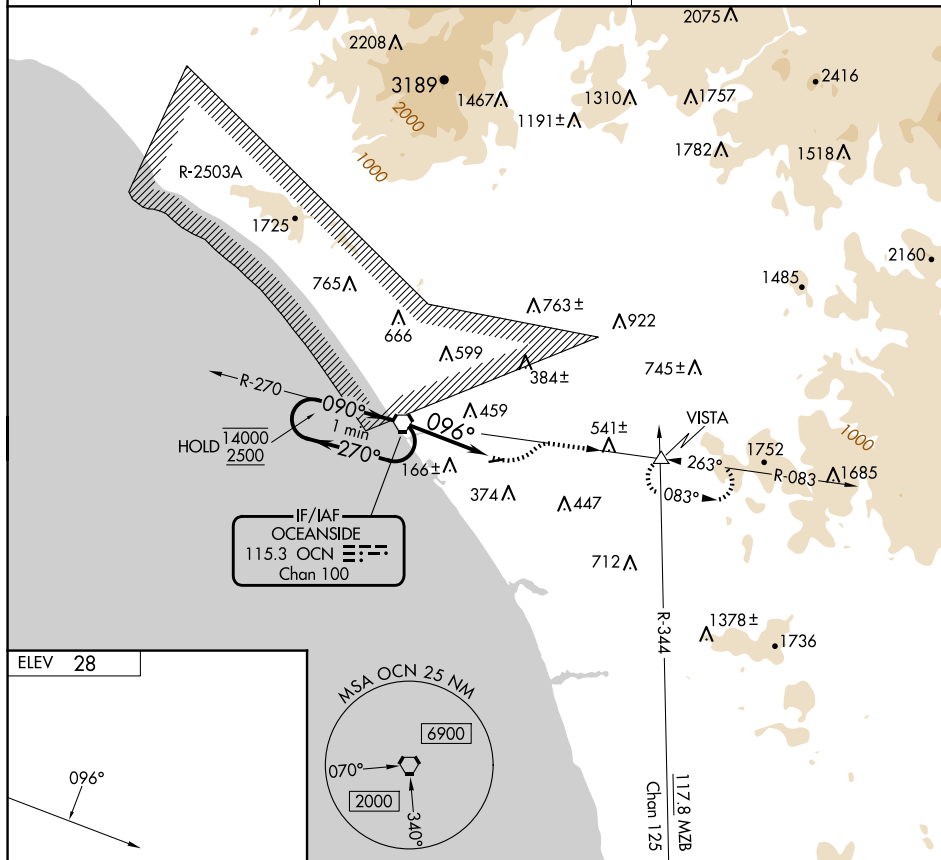 2075
2208
3189
2416
1467
1310
1757
2000
1191±
1782
1518
1000
R-2503A
1725
2160
765
1485
763±
666
922
599
384±
745±
R-270
090°
096°
459
VISTA
1 min
541±
1000
HOLD 14000
2500
270°
1752
263°
R-083
1685
166±
083°
374
447
IF/IAF
OCEANSIDE
115.3 OCN
Chan 100
712
R-344
1378±
1736
ELEV 28
MSA OCN 25 NM
6900
070°
096°
2000
340°
117.8 MZB
Chan 125